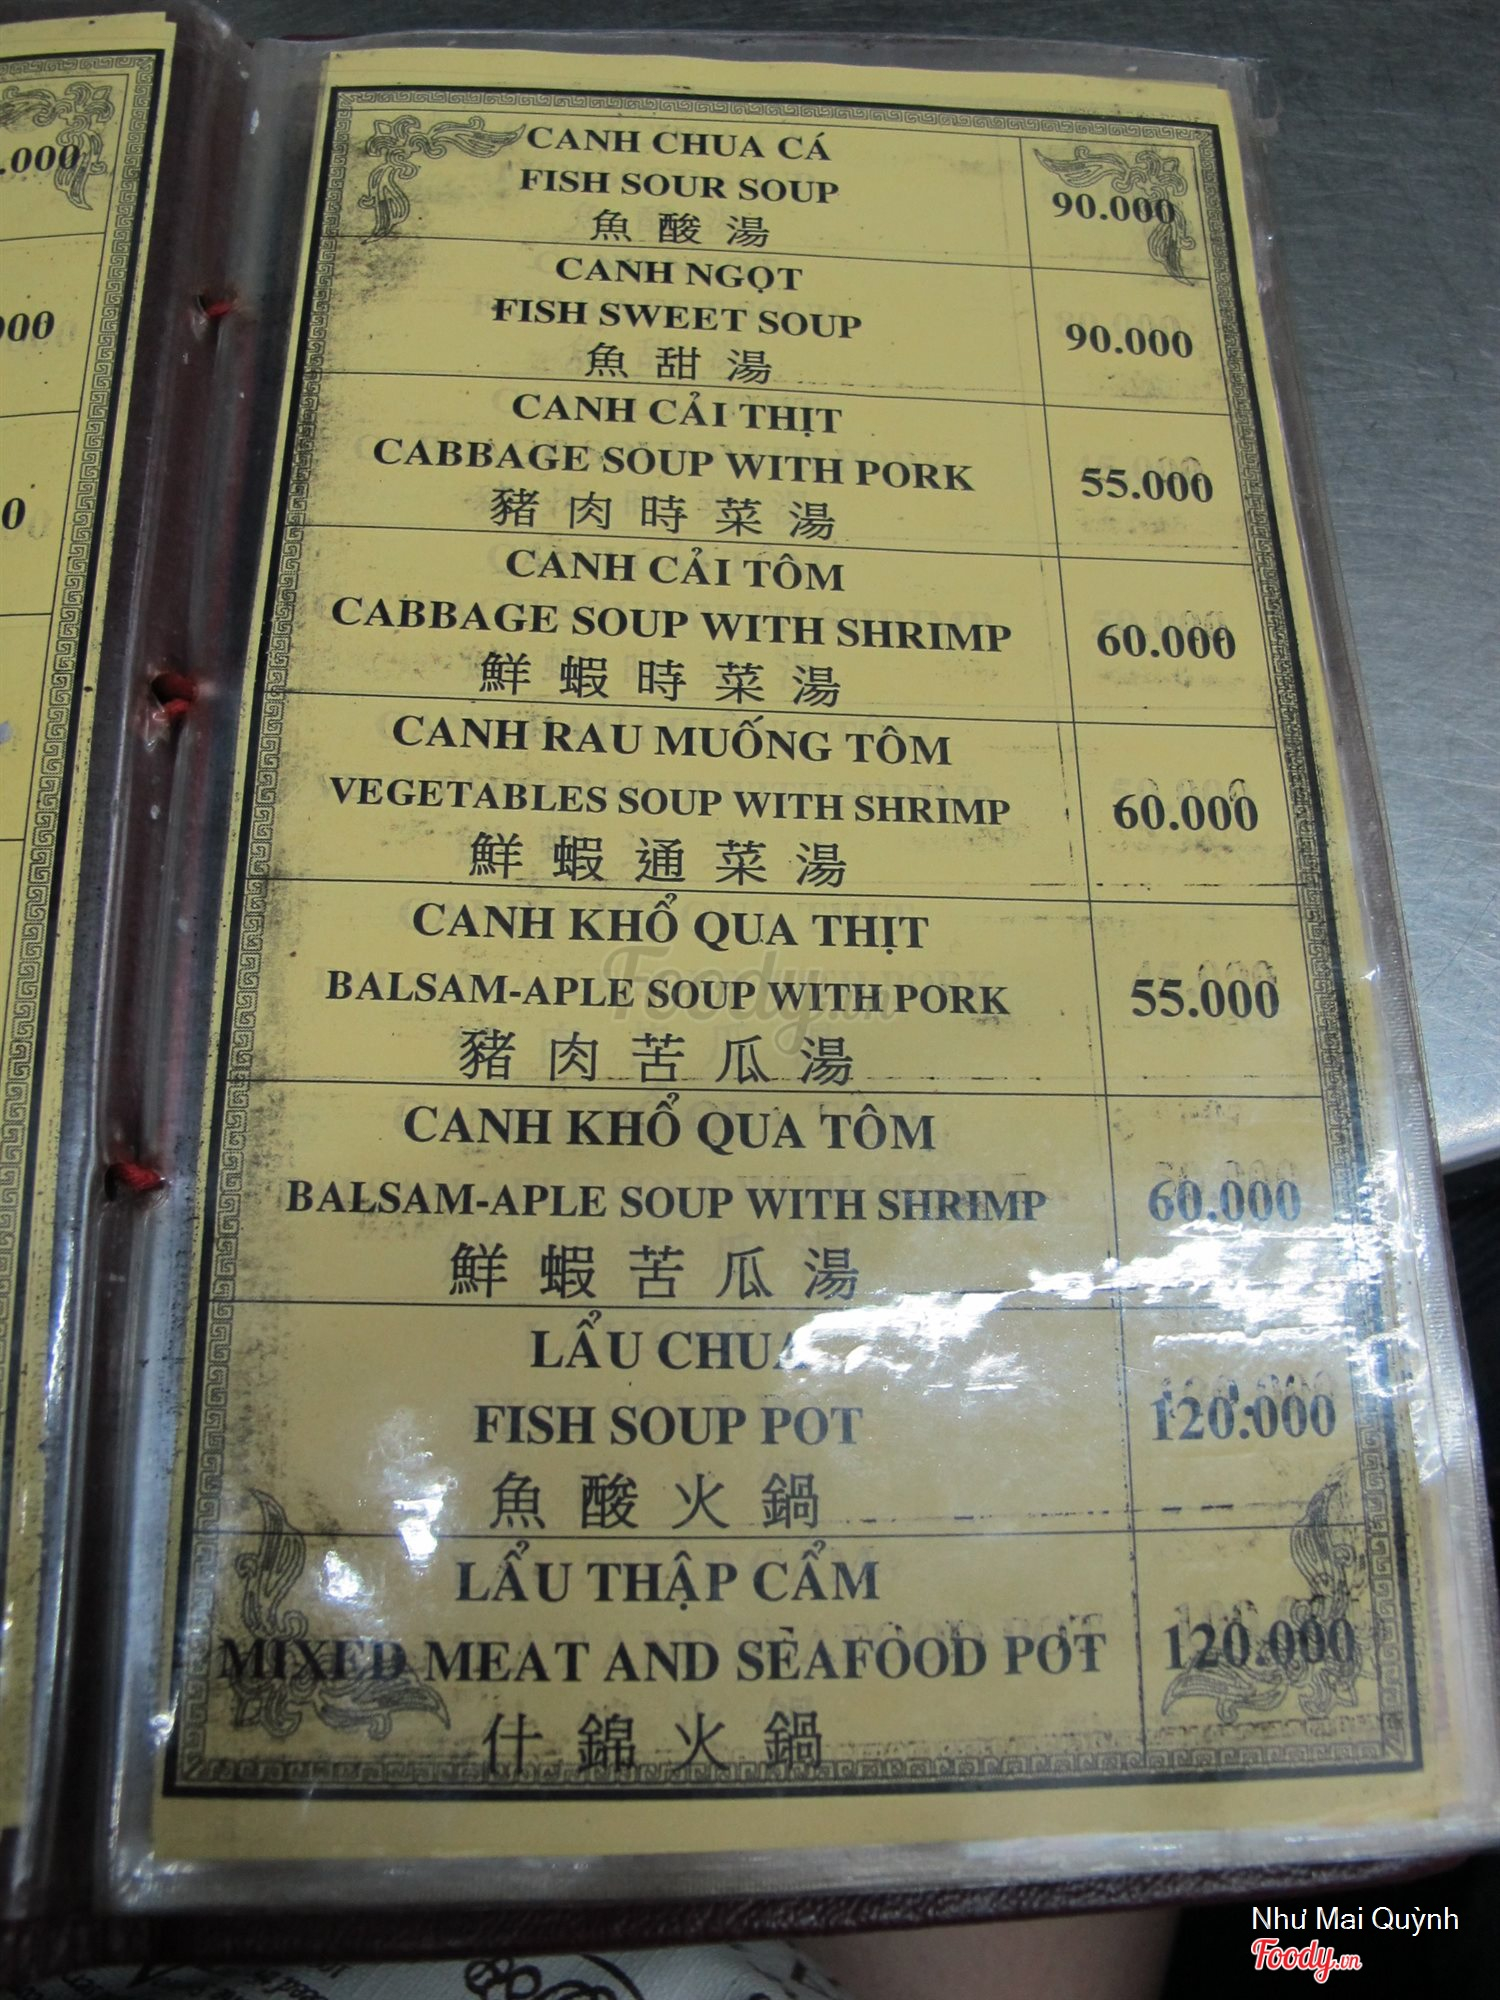 .000
000
0
CANH CHUA CÁ
FISH SOUR SOUP
魚酸湯
90.000
CANH NGỌT
FISH SWEET SOUP
魚甜湯
90.000
CANH CẢI THỊT
CABBAGE SOUP WITH PORK
豬肉時菜湯
55.000
CANH CẢI TÔM
CABBAGE SOUP WITH SHRIMP
鮮蝦時菜湯
60.000
CANH RAU MUỐNG TÔM
VEGETABLES SOUP WITH SHRIMP
鮮蝦通菜湯
60.000
CANH KHỔ QUA THỊT
BALSAM-APLE SOUP WITH PORK
豬肉苦瓜湯
55.000
CANH KHỔ QUA TÔM
BALSAM-APLE SOUP WITH SHRIMP
鮮蝦苦瓜湯
60.000
LẨU CHUA
FISH SOUP POT
魚酸火鍋
120.000
LẨU THẬP CẨM
MIXED MEAT AND SEAFOOD POT
什錦火鍋
120.000
Foody.vn
Như Mai Quỳnh
Foody.vn